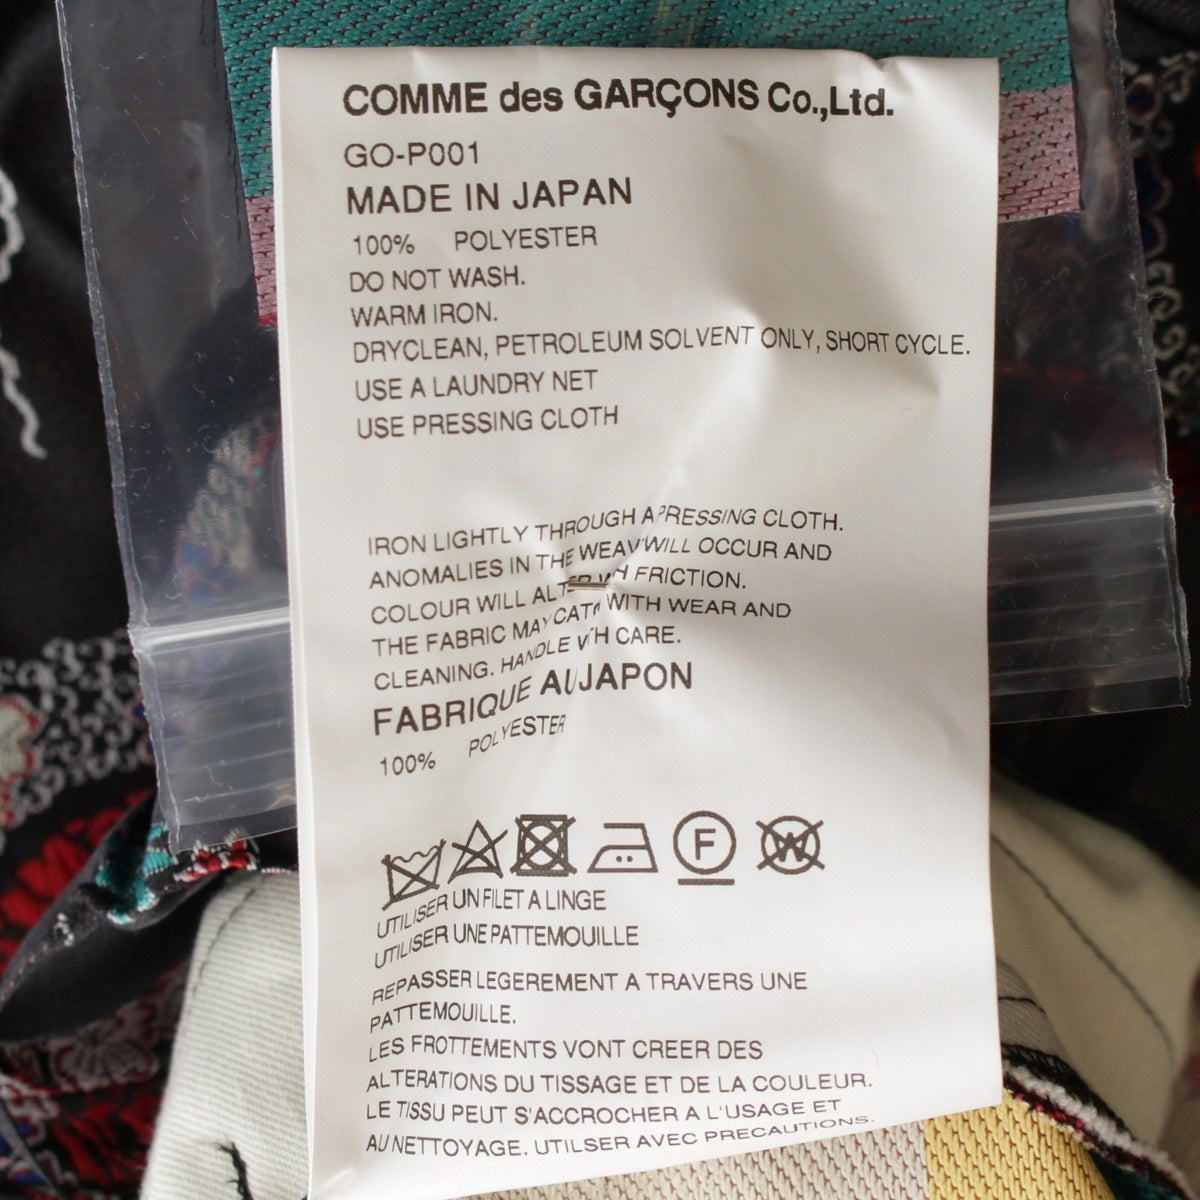 COMME des GARÇONS Co.,Ltd.
GO-P001
MADE IN JAPAN
100% POLYESTER
DO NOT WASH.
WARM IRON.
DRYCLEAN, PETROLEUM SOLVENT ONLY, SHORT CYCLE.
USE A LAUNDRY NET
USE PRESSING CLOTH
IRON LIGHTLY THROUGH A PRESSING CLOTH.
ANOMALIES IN THE WEAV WILL OCCUR AND
COLOUR WILL FRICTION.
THE FABRIC MAY CATC WITH WEAR AND
CLEANING. HANDLE WITH CARE.
FABRIQUE AU JAPON
100% POLYESTER
F W
UTILISER UN FILET A LINGE
UTILISER UNE PATTEMOUILLE
REPASSER LEGEREMENT A TRAVERS UNE
PATTEMOUILLE.
LES FROTTEMENTS VONT CREER DES
ALTERATIONS DU TISSAGE ET DE LA COULEUR.
LE TISSU PEUT S'ACCROCHER A L'USAGE ET
AU NETTOYAGE. UTILSER AVEC PRECAUTIONS.